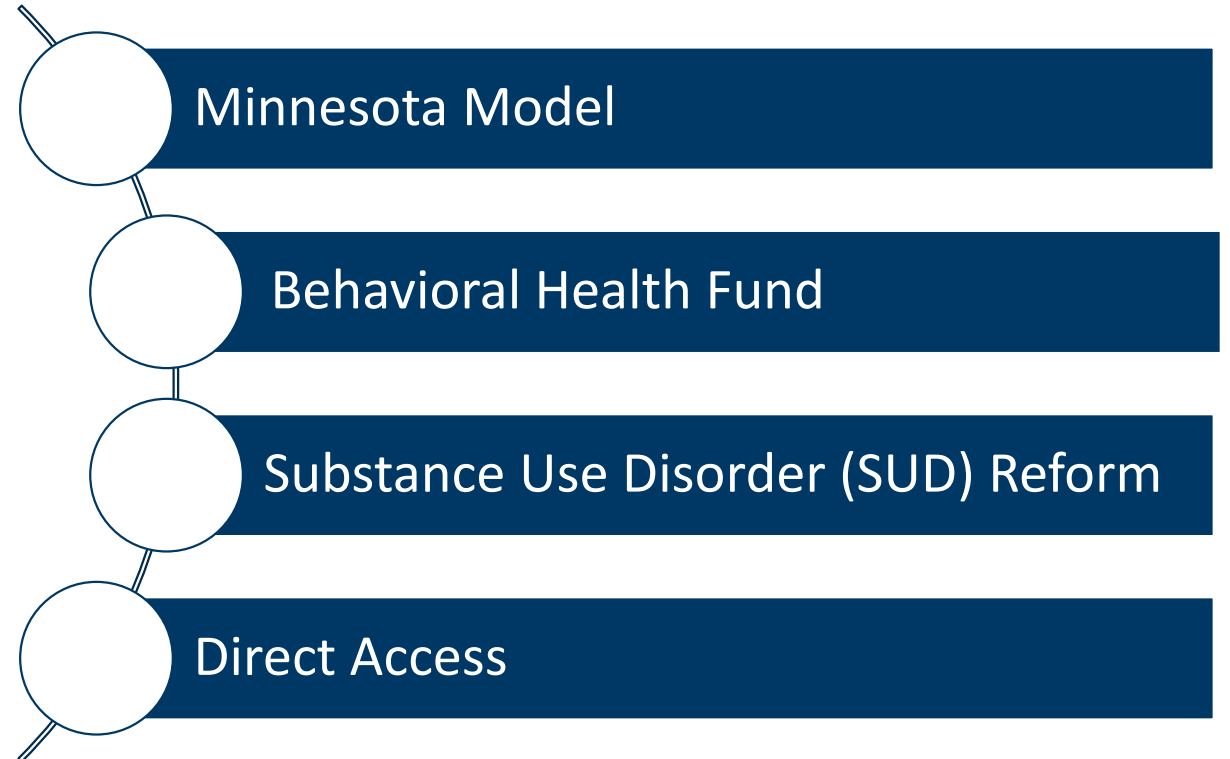 Minnesota Model
Behavioral Health Fund
Substance Use Disorder (SUD) Reform
Direct Access